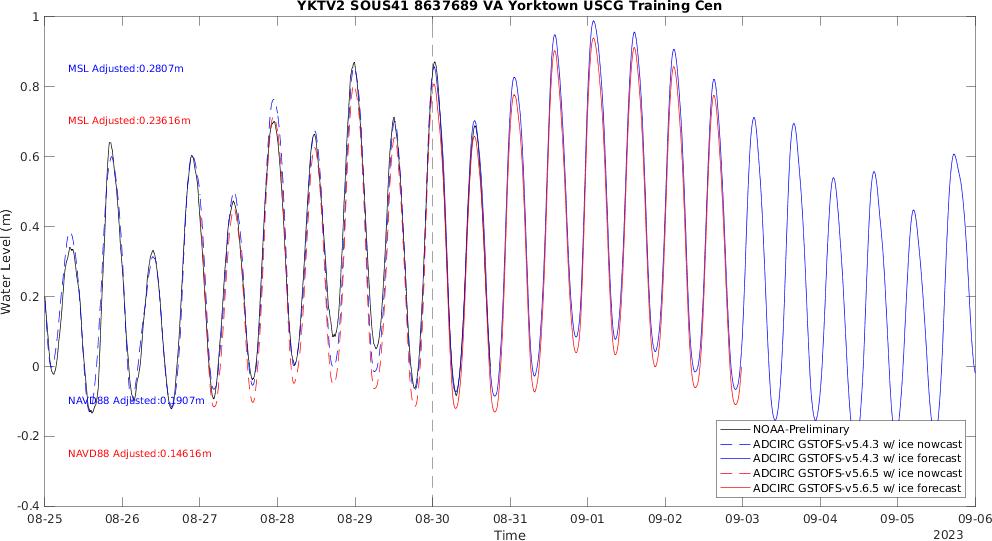 YKTV2 SOUS41 8637689 VA Yorktown USCG Training Cen
Water Level (m)
1
0.8
0.6
0.4
0.2
0
-0.2
-0.4
MSL Adjusted:0.2807m
MSL Adjusted:0.23616m
NAVD88 Adjusted:0.1907m
NAVD88 Adjusted:0.14616m
NOAA-Preliminary
ADCIRC GSTOFS-v5.4.3 w/ ice nowcast
ADCIRC GSTOFS-v5.4.3 w/ ice forecast
ADCIRC GSTOFS-v5.6.5 w/ ice nowcast
ADCIRC GSTOFS-v5.6.5 w/ ice forecast
08-25 08-26 08-27 08-28 08-29 08-30 08-31 09-01 09-02 09-03 09-04 09-05 09-06
Time
2023